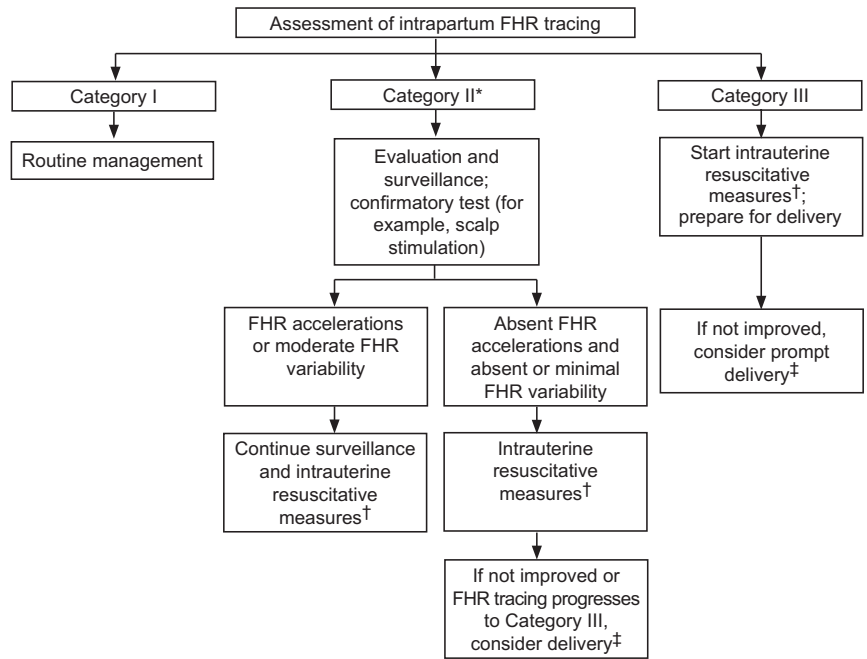 Assessment of intrapartum FHR tracing
Category I
Category II*
Category III
Routine management
Evaluation and
surveillance;
confirmatory test (for
example, scalp
stimulation)
Start intrauterine
resuscitative
measures†;
prepare for delivery
FHR accelerations
or moderate FHR
variability
Absent FHR
accelerations and
absent or minimal
FHR variability
If not improved,
consider prompt
delivery‡
Continue surveillance
and intrauterine
resuscitative
measures†
Intrauterine
resuscitative
measures†
If not improved or
FHR tracing progresses
to Category III,
consider delivery‡